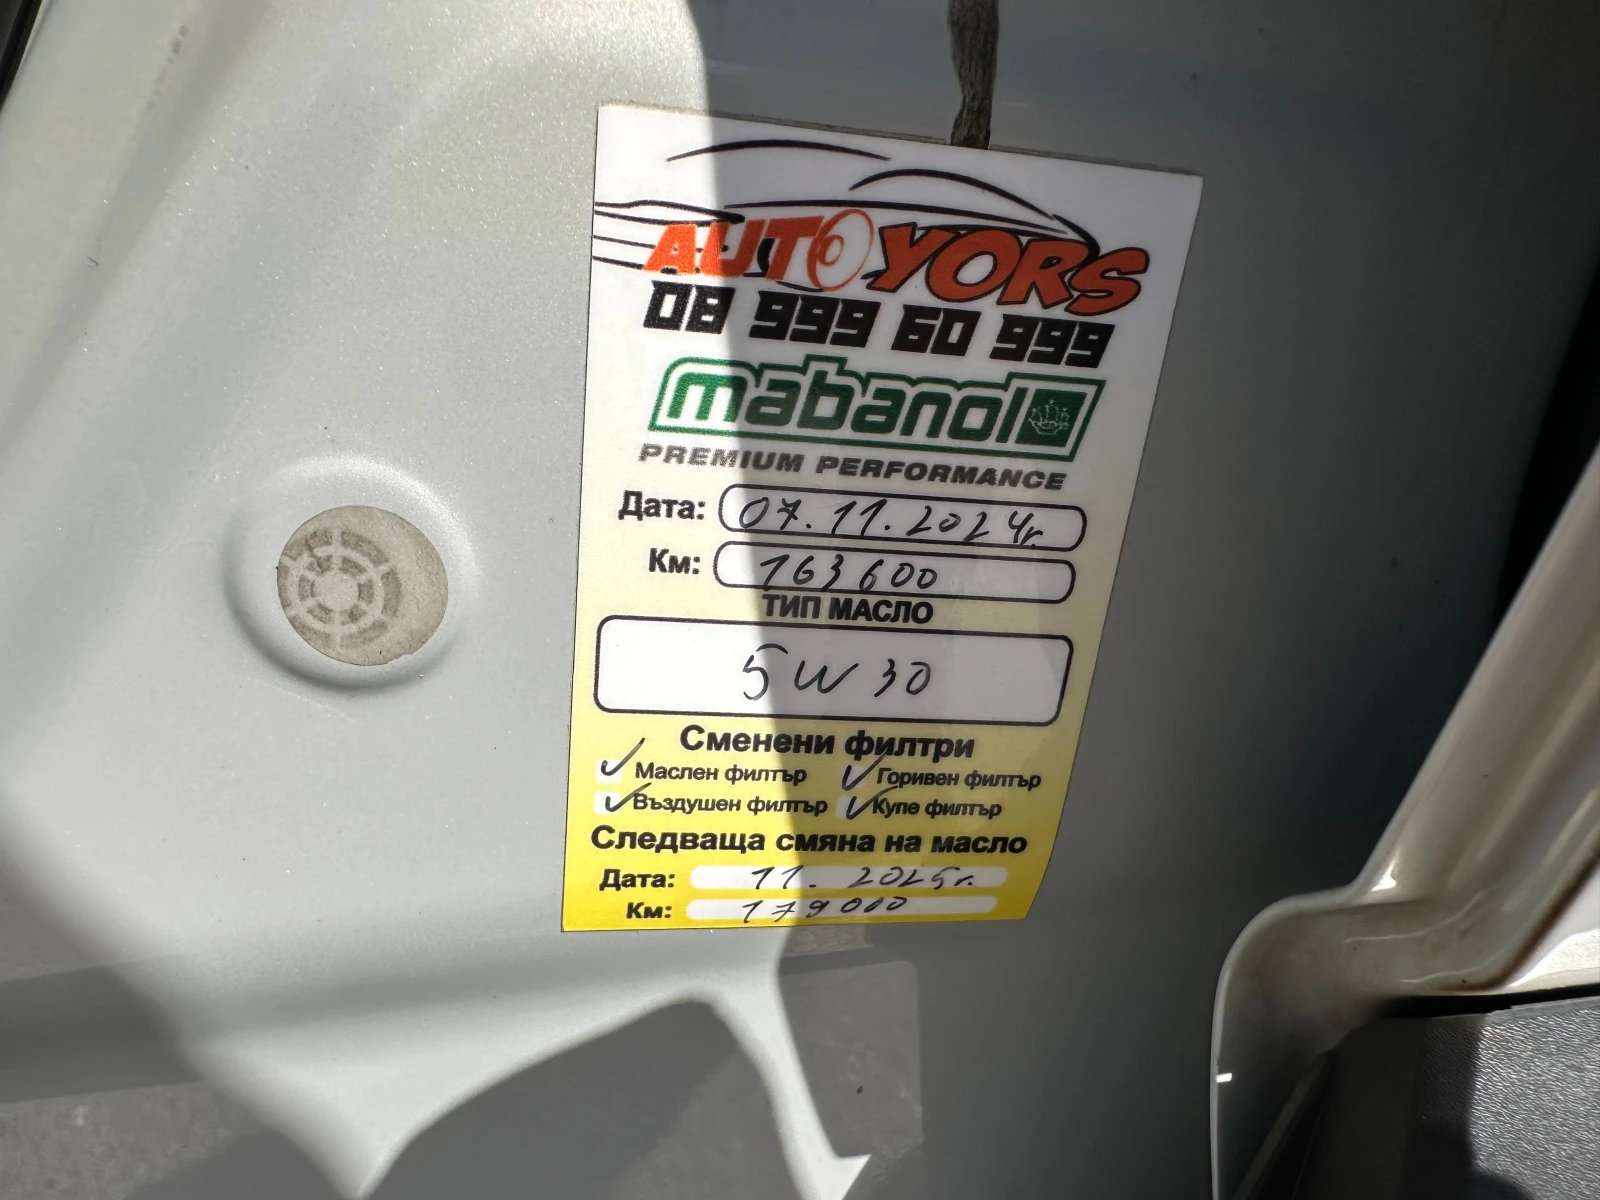 AUTOYORS
08 999 60 999
mabanol
PREMIUM PERFORMANCE
Дата: 07.11.2024г.
Км: 163600
ТИП МАСЛО
5W30
Сменени филтри
✓ Маслен филтър ✓ Горивен филтър
✓ Въздушен филтър ✓ Купе филтър
Следваща смяна на масло
Дата: 11. 2025г.
Км: 179000